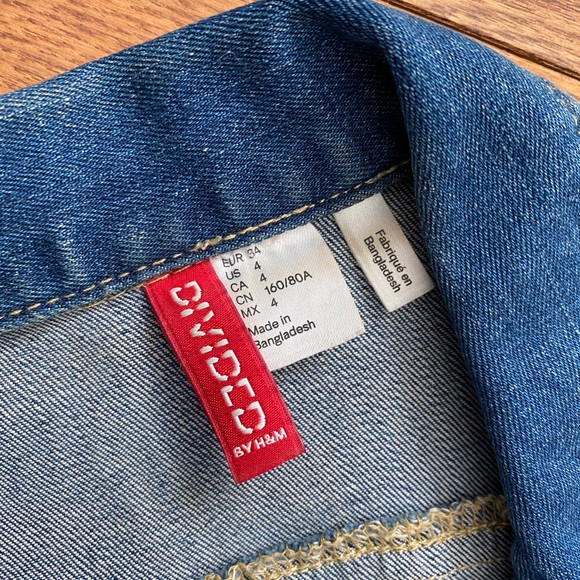 DIVIDED
BY H&M
EUR 34
US 4
CA 4
CN 160/80A
MX 4
Made in
Bangladesh
Fabriqué en
Bangladesh